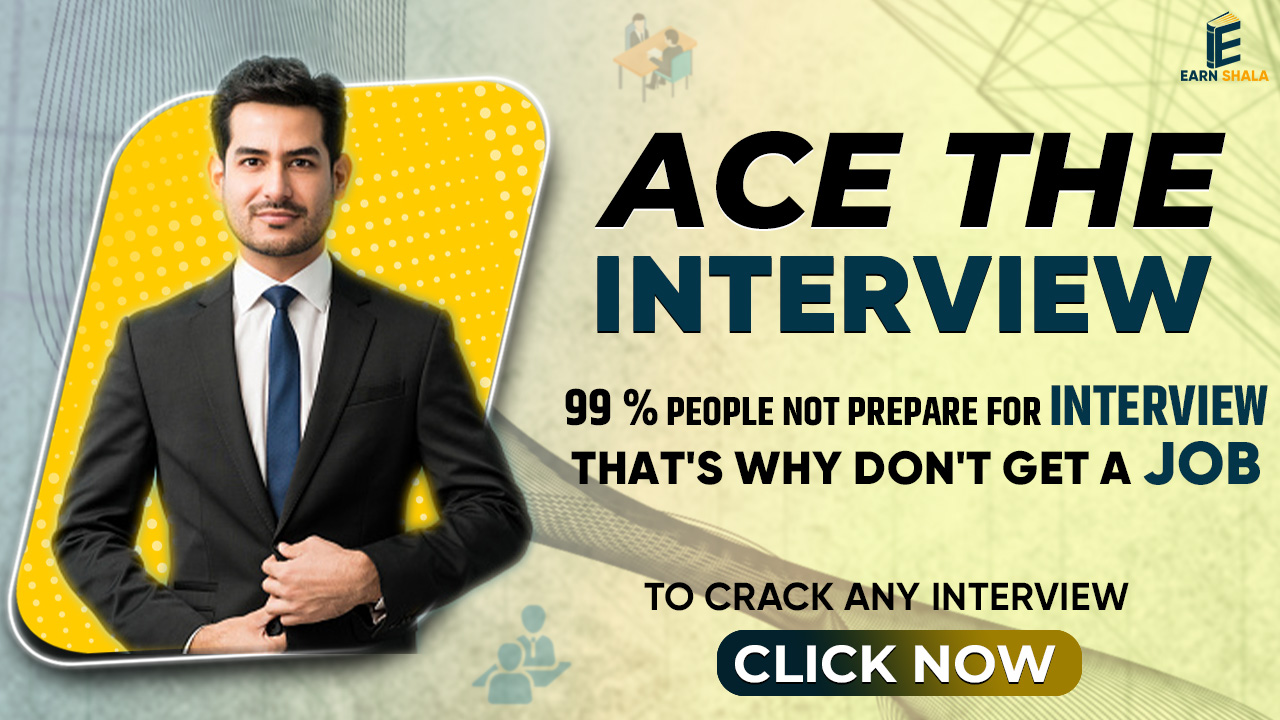 EARN SHALA
ACE THE
INTERVIEW
99 % PEOPLE NOT PREPARE FOR INTERVIEW
THAT'S WHY DON'T GET A JOB
TO CRACK ANY INTERVIEW
CLICK NOW